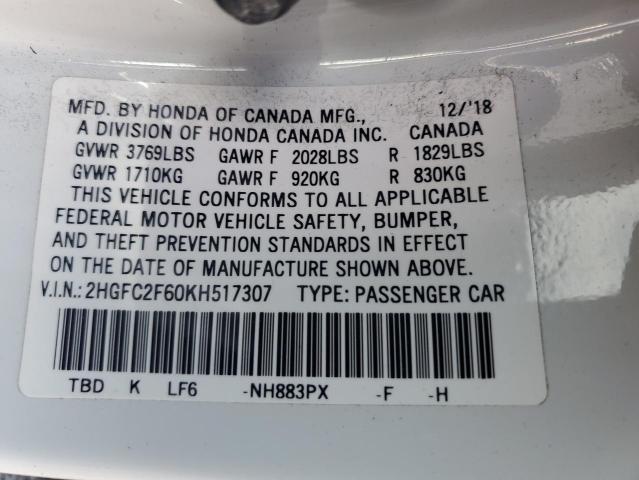 MFD. BY HONDA OF CANADA MFG., 12/'18
A DIVISION OF HONDA CANADA INC. CANADA
GVWR 3769LBS GAWR F 2028LBS R 1829LBS
GVWR 1710KG GAWR F 920KG R 830KG
THIS VEHICLE CONFORMS TO ALL APPLICABLE
FEDERAL MOTOR VEHICLE SAFETY, BUMPER,
AND THEFT PREVENTION STANDARDS IN EFFECT
ON THE DATE OF MANUFACTURE SHOWN ABOVE.
V.I.N.: 2HGFC2F60KH517307 TYPE: PASSENGER CAR
TBD K LF6 -NH883PX -F -H